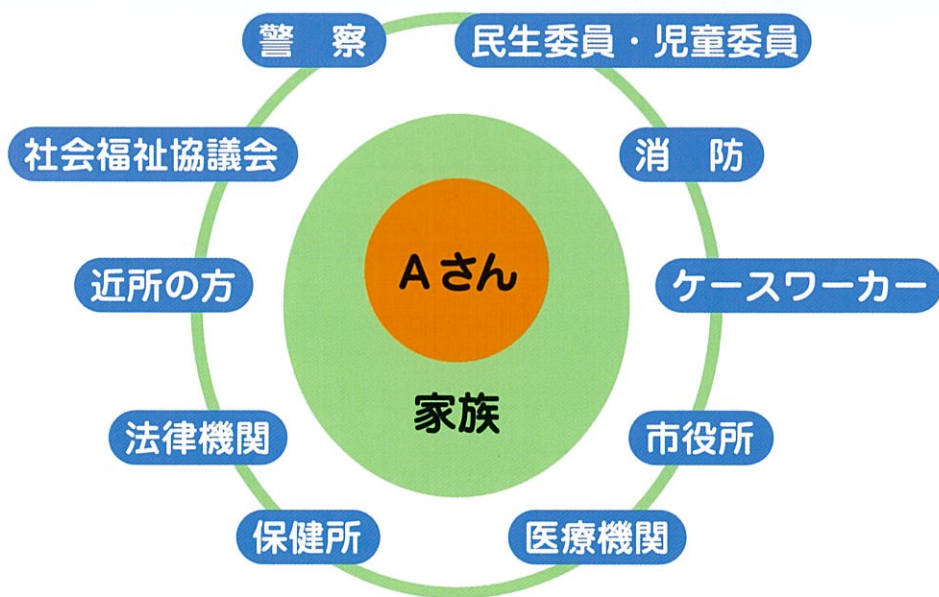 警 察
民生委員・児童委員
社会福祉協議会
消 防
Aさん
近所の方
ケースワーカー
家族
法律機関
市役所
保健所
医療機関